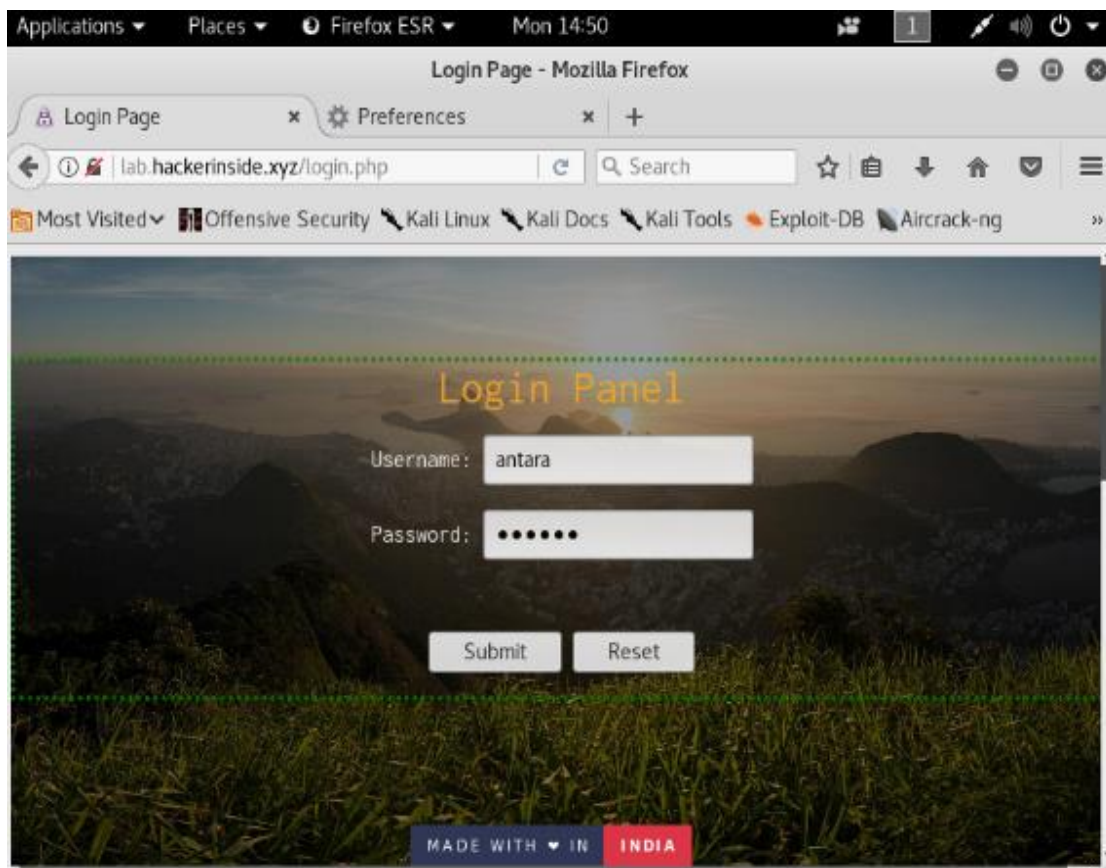 Applications Places Firefox ESR Mon 14:50 1
Login Page - Mozilla Firefox
Login Page Preferences
lab.hackerinside.xyz/login.php Search
Most Visited Offensive Security Kali Linux Kali Docs Kali Tools Exploit-DB Aircrack-ng »
Login Panel
Username: antara
Password: ••••••
Submit Reset
MADE WITH ♥ IN INDIA